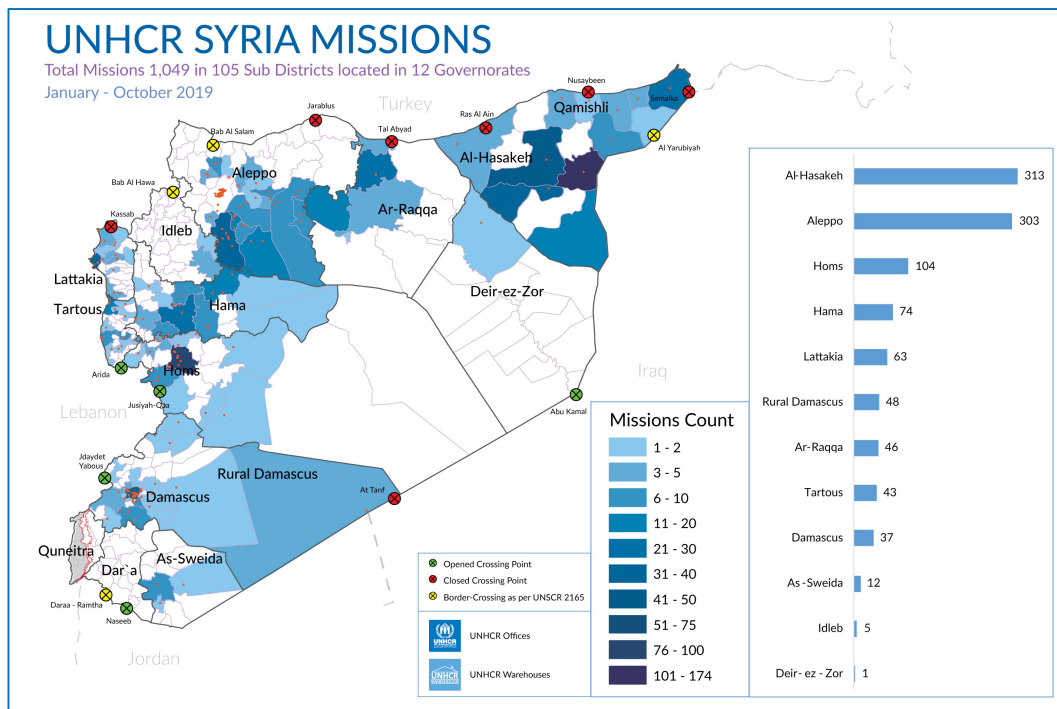 UNHCR SYRIA MISSIONS
Total Missions 1,049 in 105 Sub Districts located in 12 Governorates
January - October 2019
Turkey
Nusaybeen
Semalka
Jarablus
Ras Al Ain
Qamishli
Bab Al Salam
Tal Abyad
Al Yarubiyah
Al-Hasakeh
Aleppo
Bab Al Hawa
Ar-Raqqa
Kassab
Idleb
Lattakia
Deir-ez-Zor
Tartous
Hama
Homs
Arida
Iraq
Jusiyah-Qaa
Abu Kamal
Lebanon
Jdaydet
Yabous
Rural Damascus
At Tanf
Damascus
Quneitra
As-Sweida
Dar`a
Daraa - Ramtha
Naseeb
Jordan
Opened Crossing Point
Closed Crossing Point
Border-Crossing as per UNSCR 2165
UNHCR
UNHCR Offices
UNHCR
UNHCR Warehouses
Missions Count
1 - 2
3 - 5
6 - 10
11 - 20
21 - 30
31 - 40
41 - 50
51 - 75
76 - 100
101 - 174
Al-Hasakeh 313
Aleppo 303
Homs 104
Hama 74
Lattakia 63
Rural Damascus 48
Ar-Raqqa 46
Tartous 43
Damascus 37
As -Sweida 12
Idleb 5
Deir- ez - Zor 1